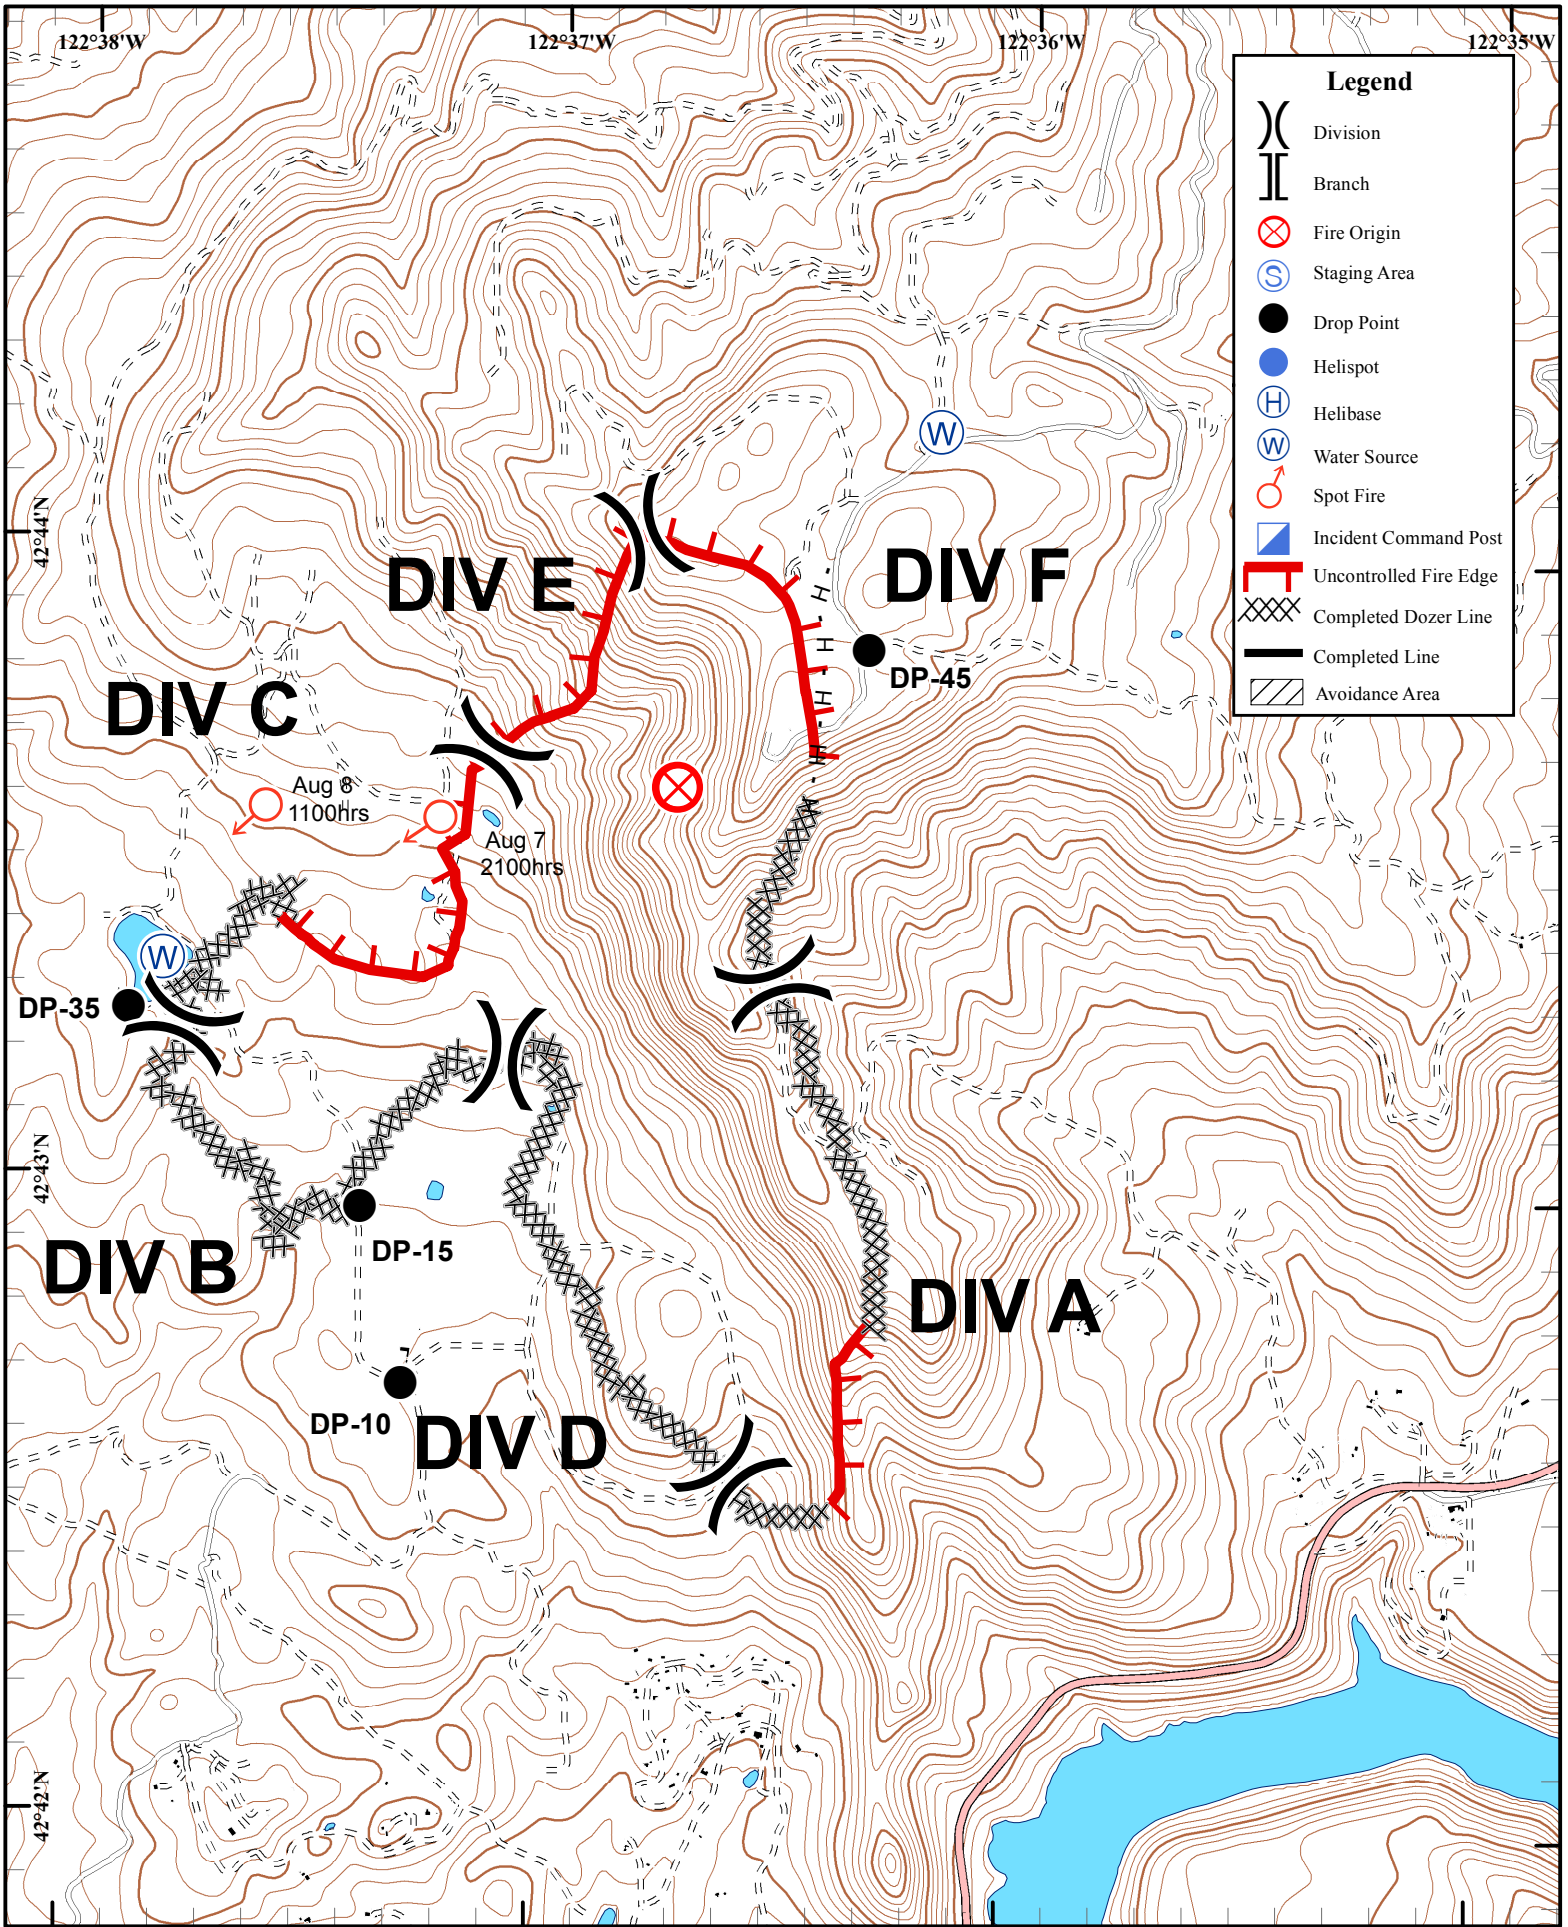 122°38'W
122°37'W
122°36'W
122°35'W
Legend
Division
Branch
Fire Origin
S
Staging Area
Drop Point
Helispot
H
Helibase
W
Water Source
Spot Fire
Incident Command Post
Uncontrolled Fire Edge
Completed Dozer Line
Completed Line
Avoidance Area
W
42°44'N
DIV E
DIV F
H
H
DP-45
H
DIV C
H
Aug 8
1100hrs
H
Aug 7
2100hrs
W
DP-35
42°43'N
DP-15
DIV B
DIV A
DP-10
DIV D
42°42'N